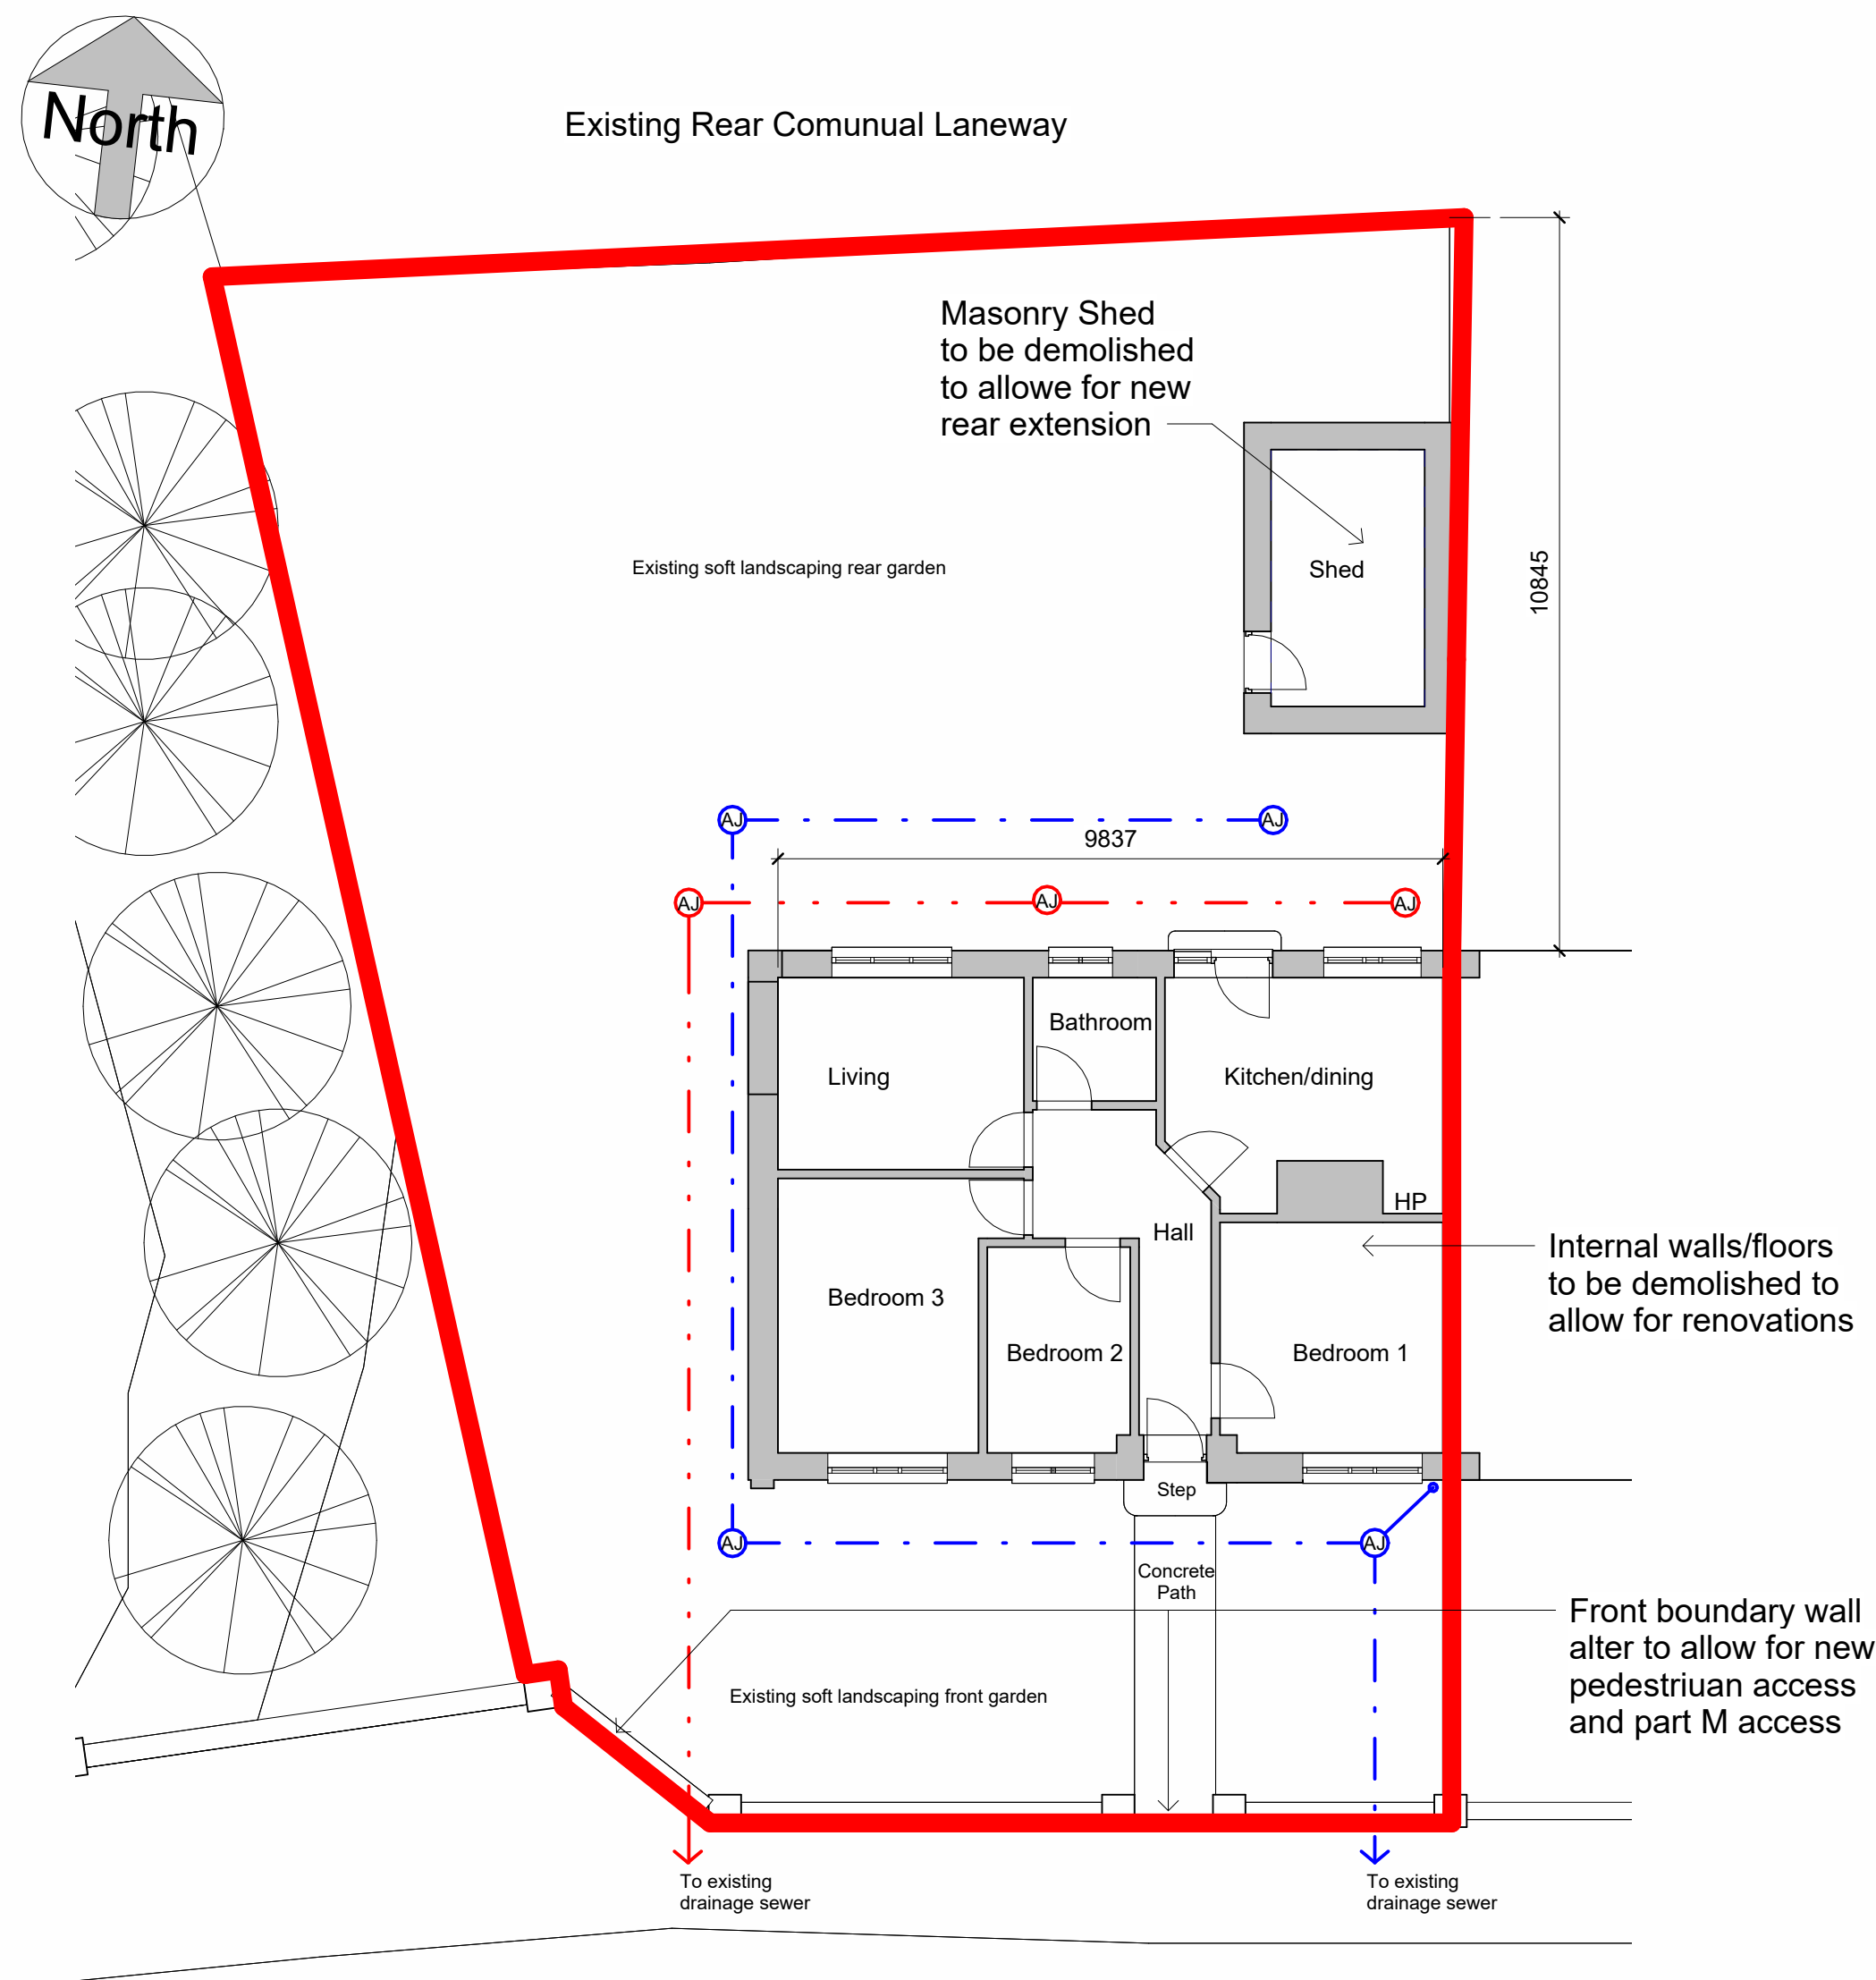 North
Existing Rear Comunual Laneway
Masonry Shed
to be demolished
to allowe for new
rear extension
Existing soft landscaping rear garden
Shed
10845
AJ
AJ
9837
AJ
AJ
AJ
Bathroom
Living
Kitchen/dining
HP
Hall
Internal walls/floors
to be demolished to
allow for renovations
Bedroom 3
Bedroom 2
Bedroom 1
Step
AJ
AJ
Concrete
Path
Front boundary wall
alter to allow for new
pedestriuan access
and part M access
Existing soft landscaping front garden
To existing
drainage sewer
To existing
drainage sewer